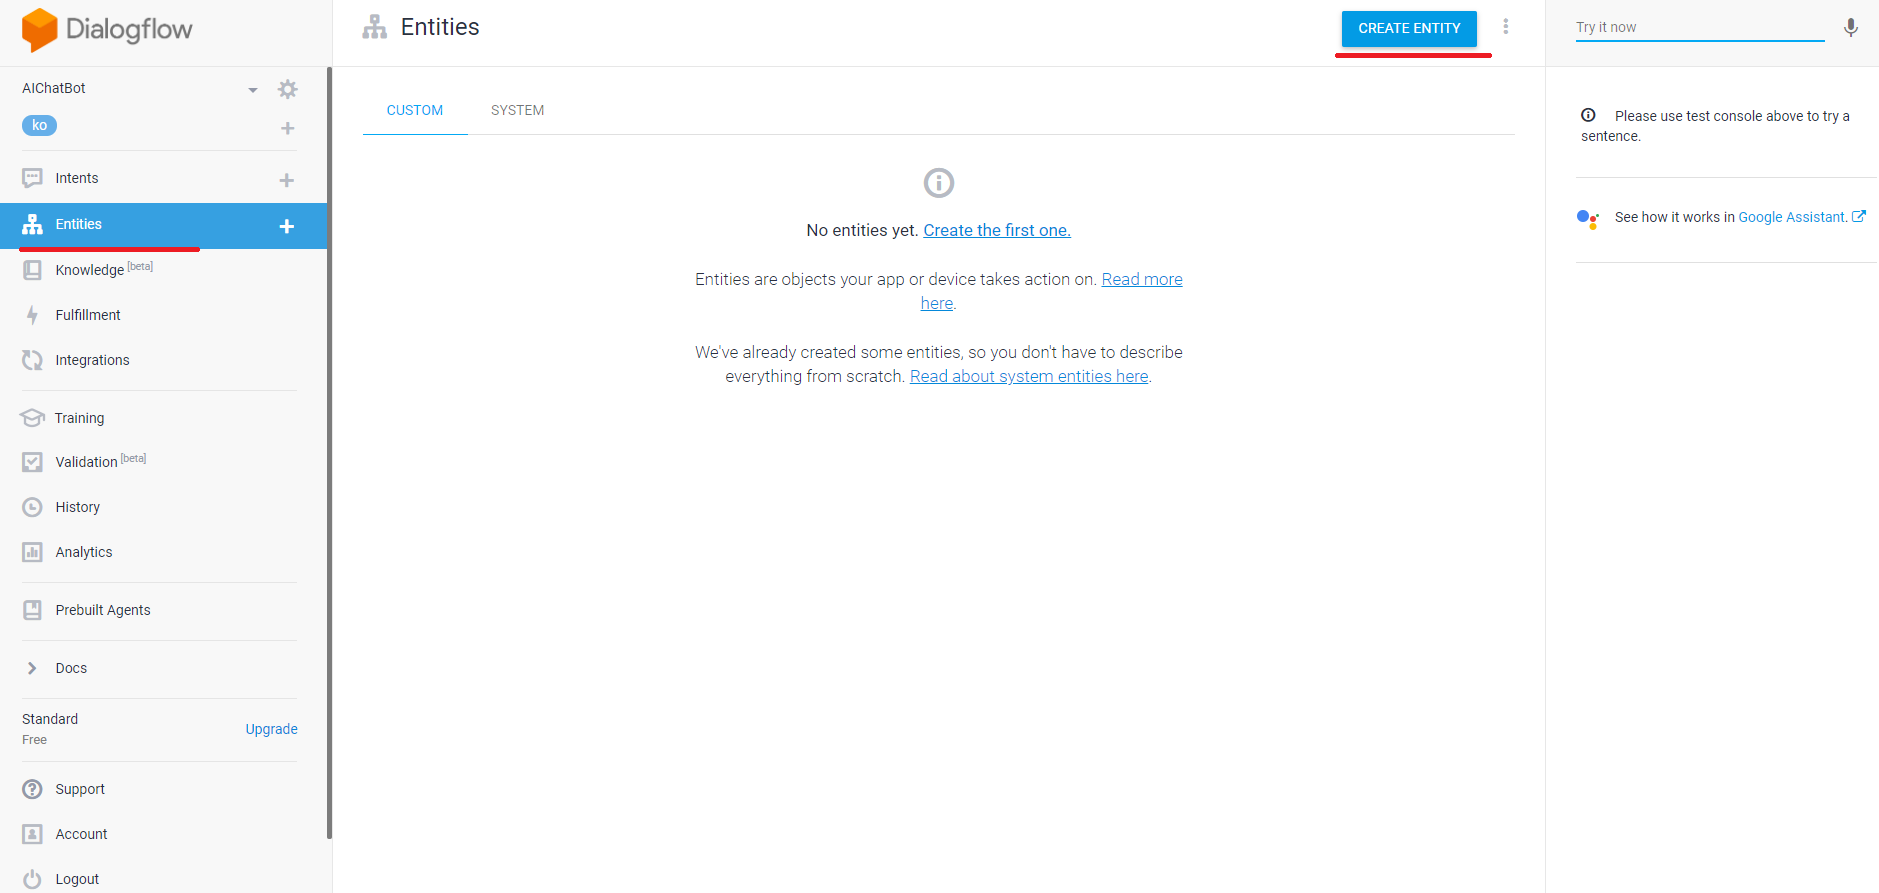 Dialogflow
AIChatBot
ko
Intents
Entities
Knowledge [beta]
Fulfillment
Integrations
Training
Validation [beta]
History
Analytics
Prebuilt Agents
Docs
Standard
Free
Upgrade
Support
Account
Logout
Entities
CREATE ENTITY
CUSTOM
SYSTEM
No entities yet. Create the first one.
Entities are objects your app or device takes action on. Read more
here.
We've already created some entities, so you don't have to describe
everything from scratch. Read about system entities here.
Try it now
Please use test console above to try a
sentence.
See how it works in Google Assistant.